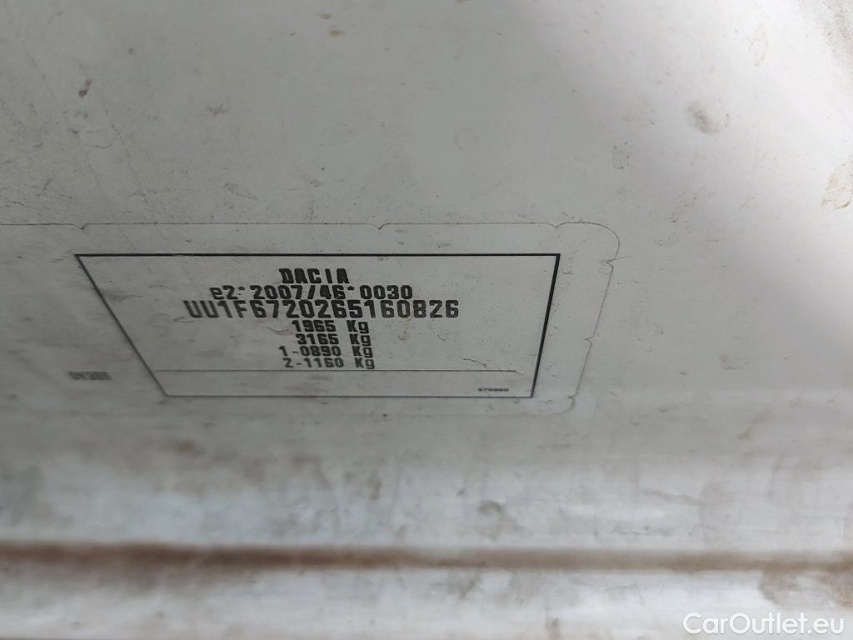 DACIA
e2*2007/46*0030
UU1F6720265160826
1965 Kg
3165 Kg
1-0890 Kg
2-1160 Kg
CarOutlet.eu